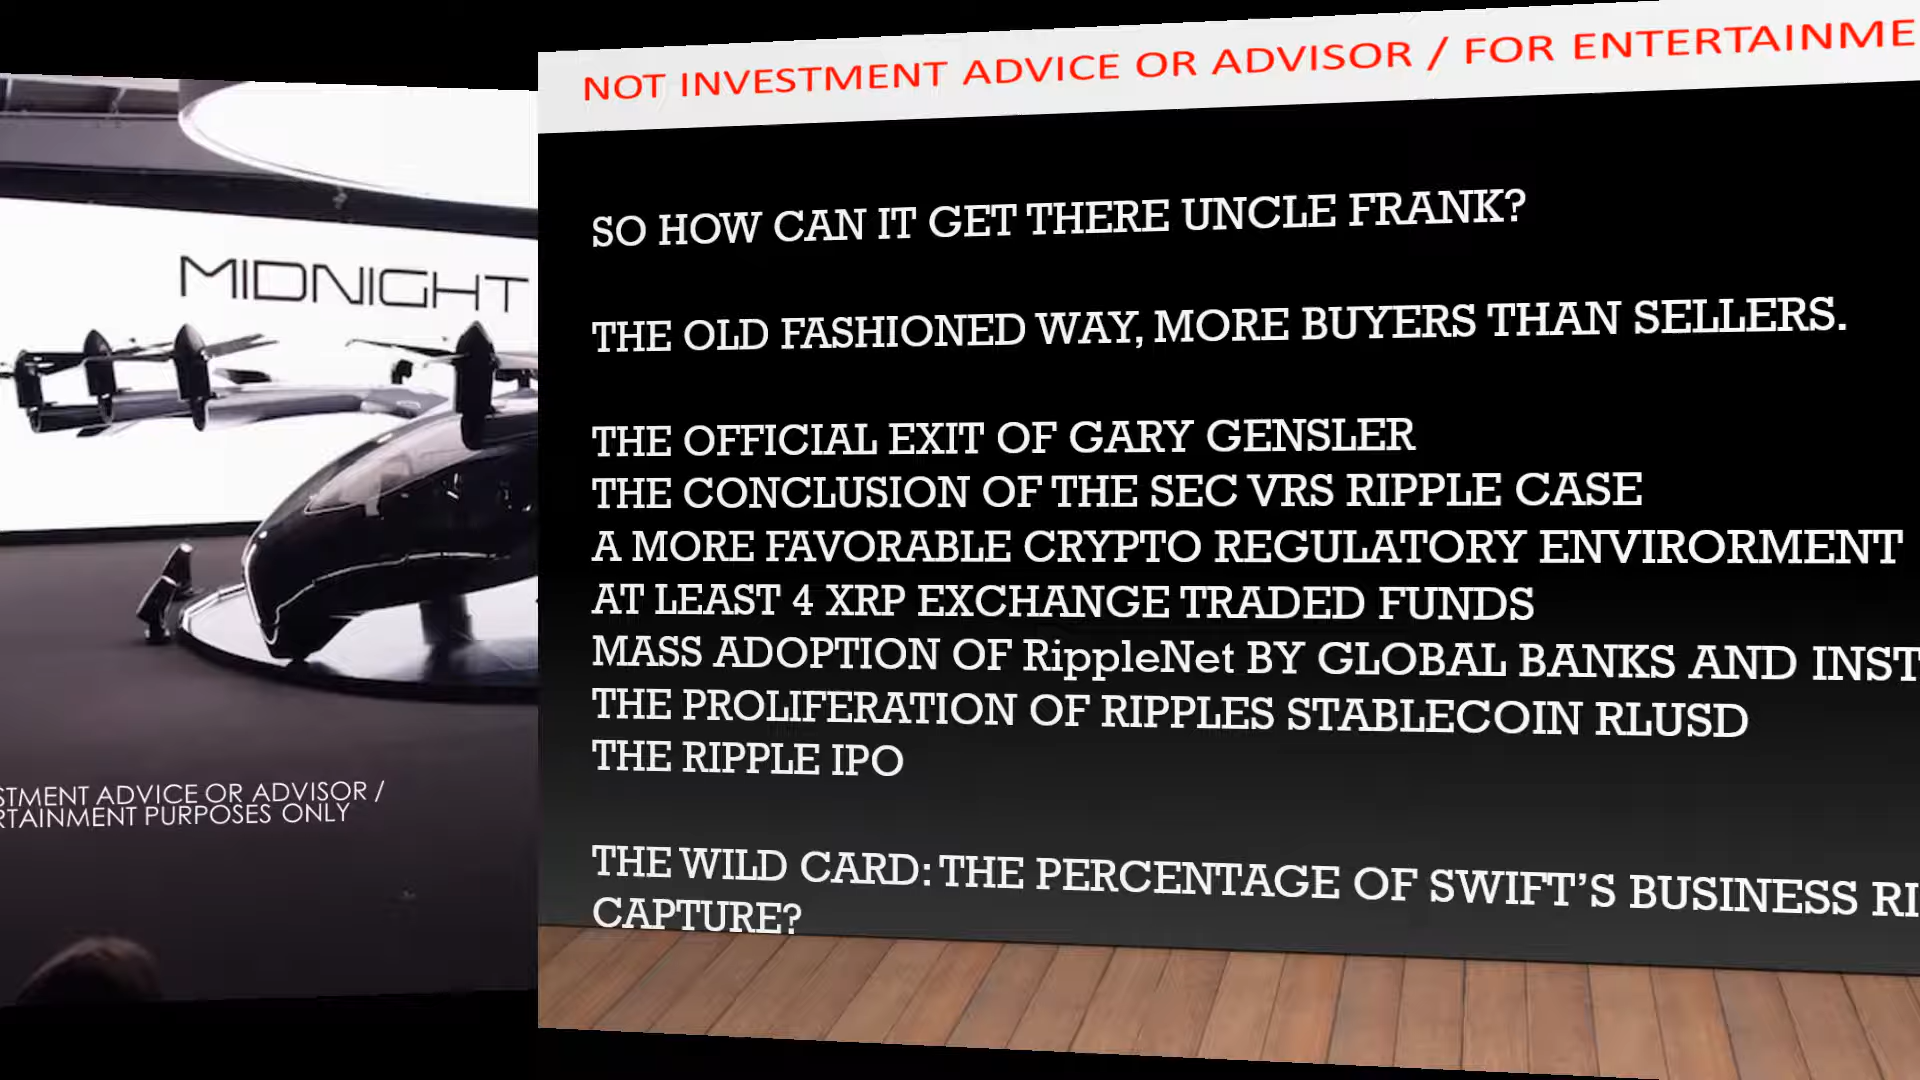 MIDNIGHT
STMENT ADVICE OR ADVISOR /
RTAINMENT PURPOSES ONLY
NOT INVESTMENT ADVICE OR ADVISOR / FOR ENTERTAINME
SO HOW CAN IT GET THERE UNCLE FRANK?
THE OLD FASHIONED WAY, MORE BUYERS THAN SELLERS.
THE OFFICIAL EXIT OF GARY GENSLER
THE CONCLUSION OF THE SEC VRS RIPPLE CASE
A MORE FAVORABLE CRYPTO REGULATORY ENVIRORMENT
AT LEAST 4 XRP EXCHANGE TRADED FUNDS
MASS ADOPTION OF RippleNet BY GLOBAL BANKS AND INST
THE PROLIFERATION OF RIPPLES STABLECOIN RLUSD
THE RIPPLE IPO
THE WILD CARD: THE PERCENTAGE OF SWIFT'S BUSINESS RI
CAPTURE?